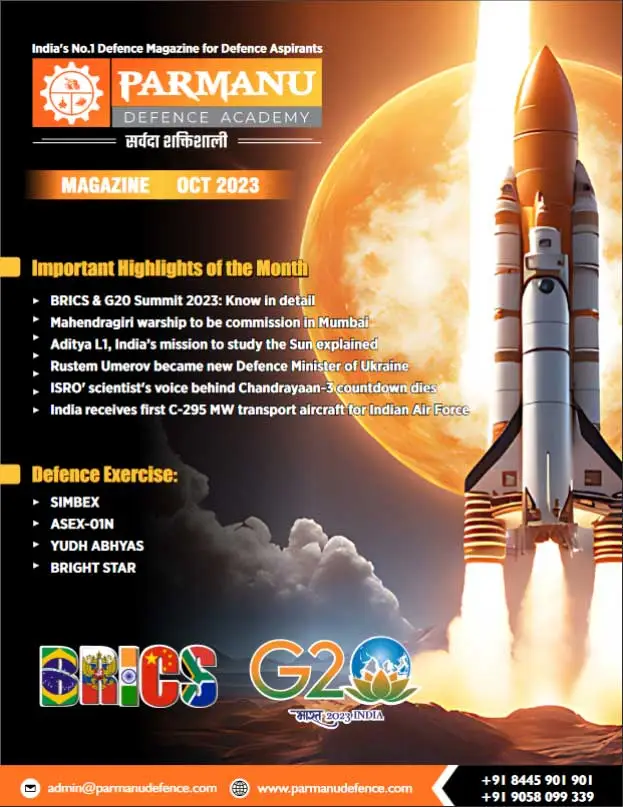 India's No.1 Defence Magazine for Defence Aspirants
PARMANU
DEFENCE ACADEMY
सर्वदा शक्तिशाली
MAGAZINE OCT 2023
Important Highlights of the Month
BRICS & G20 Summit 2023: Know in detail
Mahendragiri warship to be commission in Mumbai
Aditya L1, India's mission to study the Sun explained
Rustem Umerov became new Defence Minister of Ukraine
ISRO' scientist's voice behind Chandrayaan-3 countdown dies
India receives first C-295 MW transport aircraft for Indian Air Force
Defence Exercise:
SIMBEX
ASEX-01N
YUDH ABHYAS
BRIGHT STAR
BRICS
G20
भारत 2023 INDIA
admin@parmanudefence.com
www.parmanudefence.com
+91 8445 901 901
+91 9058 099 339